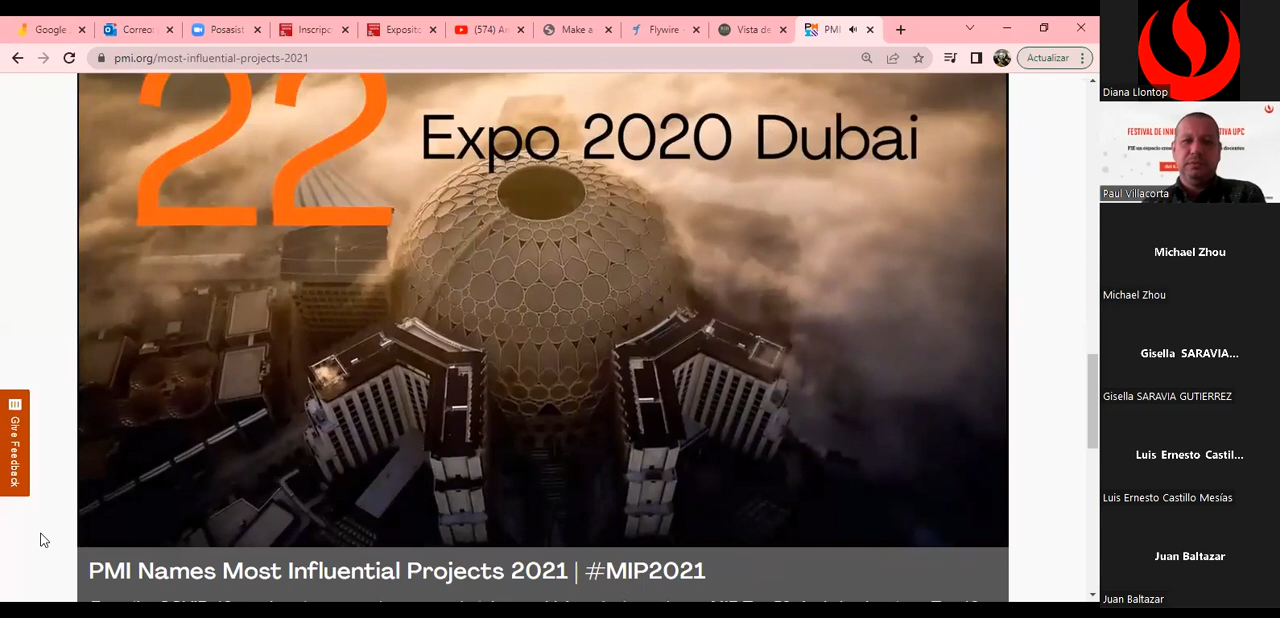 Google
Correo
Posasist
Inscripc
Exposito
(574) An
Make a
Flywire -
Vista de
PMI
Actualizar
pmi.org/most-influential-projects-2021
22
Expo 2020 Dubai
Give Feedback
PMI Names Most Influential Projects 2021 | #MIP2021
Diana Llontop
FESTIVAL DE
TIVA UPC
docentes
Paul Villacorta
Michael Zhou
Michael Zhou
Gisella SARAVIA...
Gisella SARAVIA GUTIERREZ
Luis Ernesto Castil...
Luis Ernesto Castillo Mesías
Juan Baltazar
Juan Baltazar